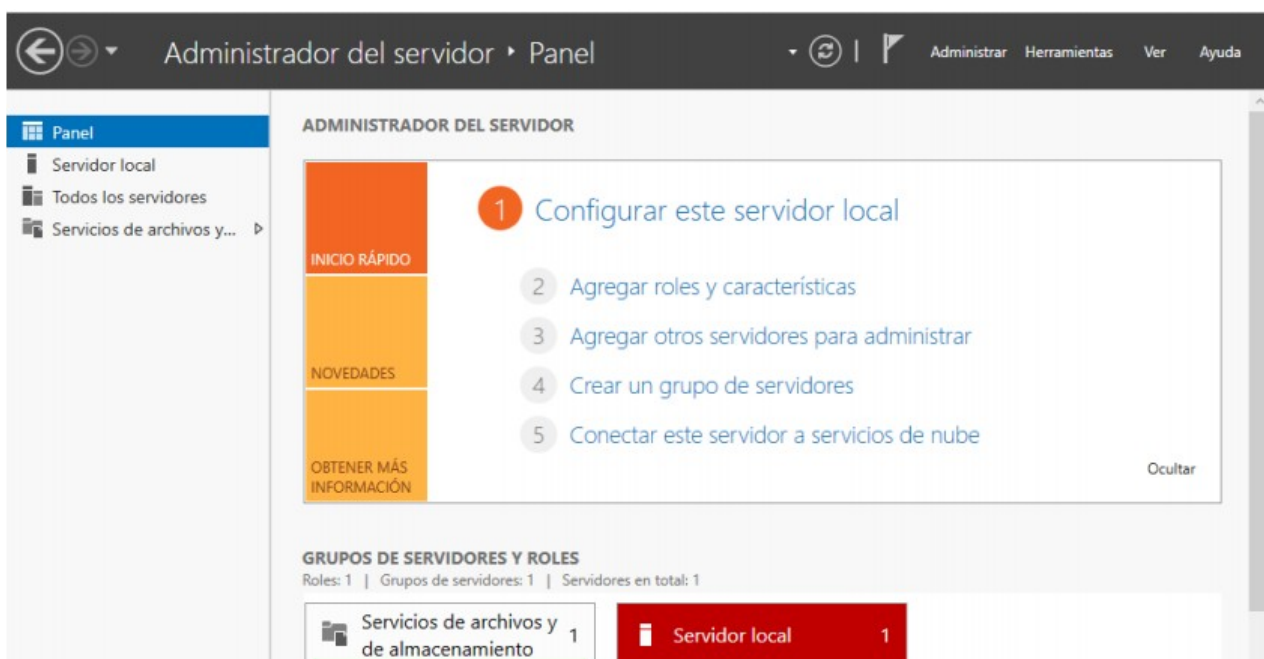 Administrador del servidor ‣ Panel
Administrar Herramientas Ver Ayuda
Panel
Servidor local
Todos los servidores
Servicios de archivos y...
ADMINISTRADOR DEL SERVIDOR
INICIO RÁPIDO
NOVEDADES
OBTENER MÁS
INFORMACIÓN
1 Configurar este servidor local
2 Agregar roles y características
3 Agregar otros servidores para administrar
4 Crear un grupo de servidores
5 Conectar este servidor a servicios de nube
Ocultar
GRUPOS DE SERVIDORES Y ROLES
Roles: 1 | Grupos de servidores: 1 | Servidores en total: 1
Servicios de archivos y
de almacenamiento
1
Servidor local 1